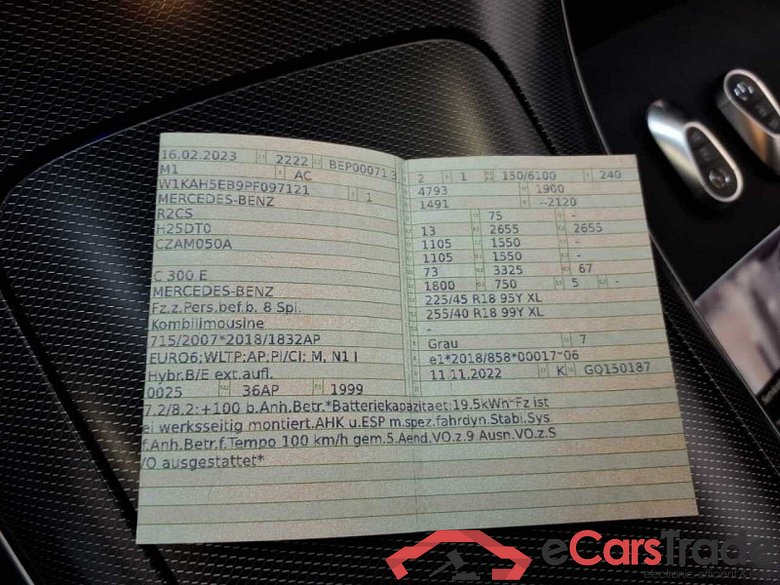 16.02.2023 2222 BEP00071 3
M1 AC
W1KAH5EB9PF097121 1
MERCEDES-BENZ
R2CS
H25DT0
CZAM050A
C 300 E
MERCEDES-BENZ
Fz.z.Pers.bef.b. 8 Spl.
Kombilimousine
715/2007*2018/1832AP
EURO6;WLTP;AP;PI/CI; M, N1 I
Hybr.B/E ext.aufl.
0025 36AP 1999
7.2/8.2:+100 b.Anh.Betr.*Batteriekapazitaet:19.5kWh*Fz ist
ei werksseitig montiert.AHK u.ESP m.spez.fahrdyn.Stabi.Sys
f.Anh.Betr.f.Tempo 100 km/h gem.5.Aend.VO.z.9 Ausn.VO.z.S
VO ausgestattet*
2 1 150/6100 240
4793 1900
1491 --2120
75 -
13 2655 2655
1105 1550 -
1105 1550 -
73 3325 67
1800 750 5 -
225/45 R18 95Y XL
255/40 R18 99Y XL
-
Grau 7
e1*2018/858*00017*06
11.11.2022 K GQ150187
eCarsTrade